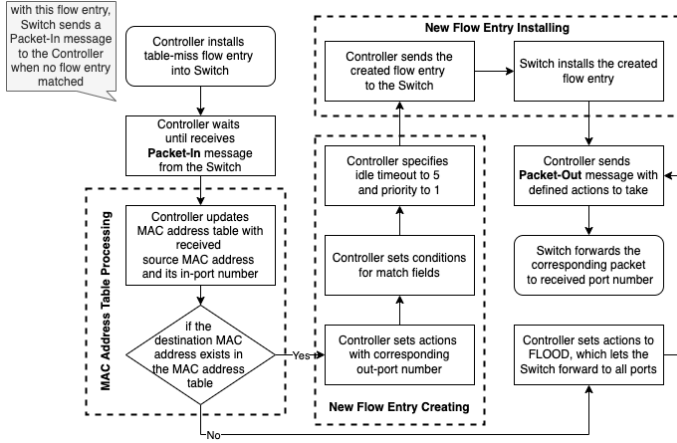 with this flow entry,
Switch sends a
Packet-In message
to the Controller
when no flow entry
matched
Controller installs
table-miss flow entry
into Switch
Controller waits
until receives
Packet-In message
from the Switch
MAC Address Table Processing
Controller updates
MAC address table with
received
source MAC address
and its in-port number
if the
destination MAC
address exists in
the MAC address
table
Yes
No
New Flow Entry Creating
Controller sets actions
with corresponding
out-port number
Controller sets conditions
for match fields
Controller specifies
idle timeout to 5
and priority to 1
New Flow Entry Installing
Controller sends the
created flow entry
to the Switch
Switch installs the created
flow entry
Controller sends
Packet-Out message with
defined actions to take
Switch forwards the
corresponding packet
to received port number
Controller sets actions to
FLOOD, which lets the
Switch forward to all ports